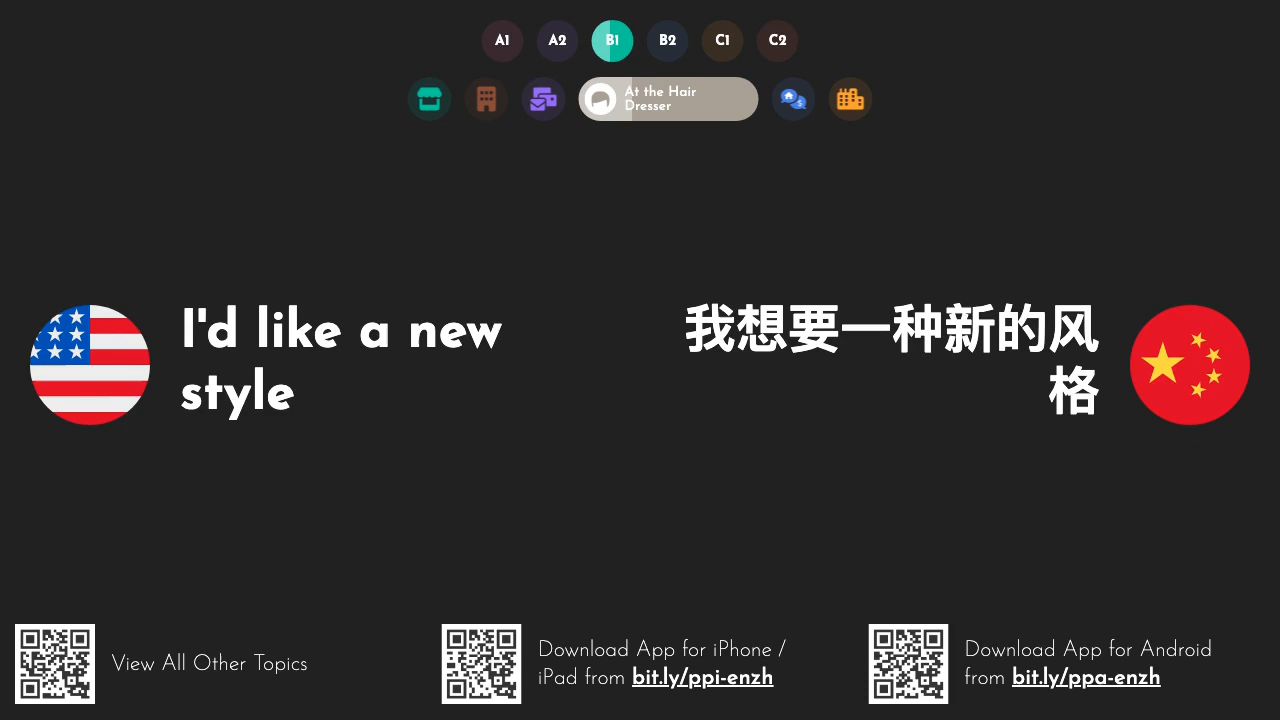 A1 A2 B1 B2 C1 C2
At the Hair
Dresser
I'd like a new
style
我想要一种新的风
格
View All Other Topics
Download App for iPhone /
iPad from bit.ly/ppi-enzh
Download App for Android
from bit.ly/ppa-enzh